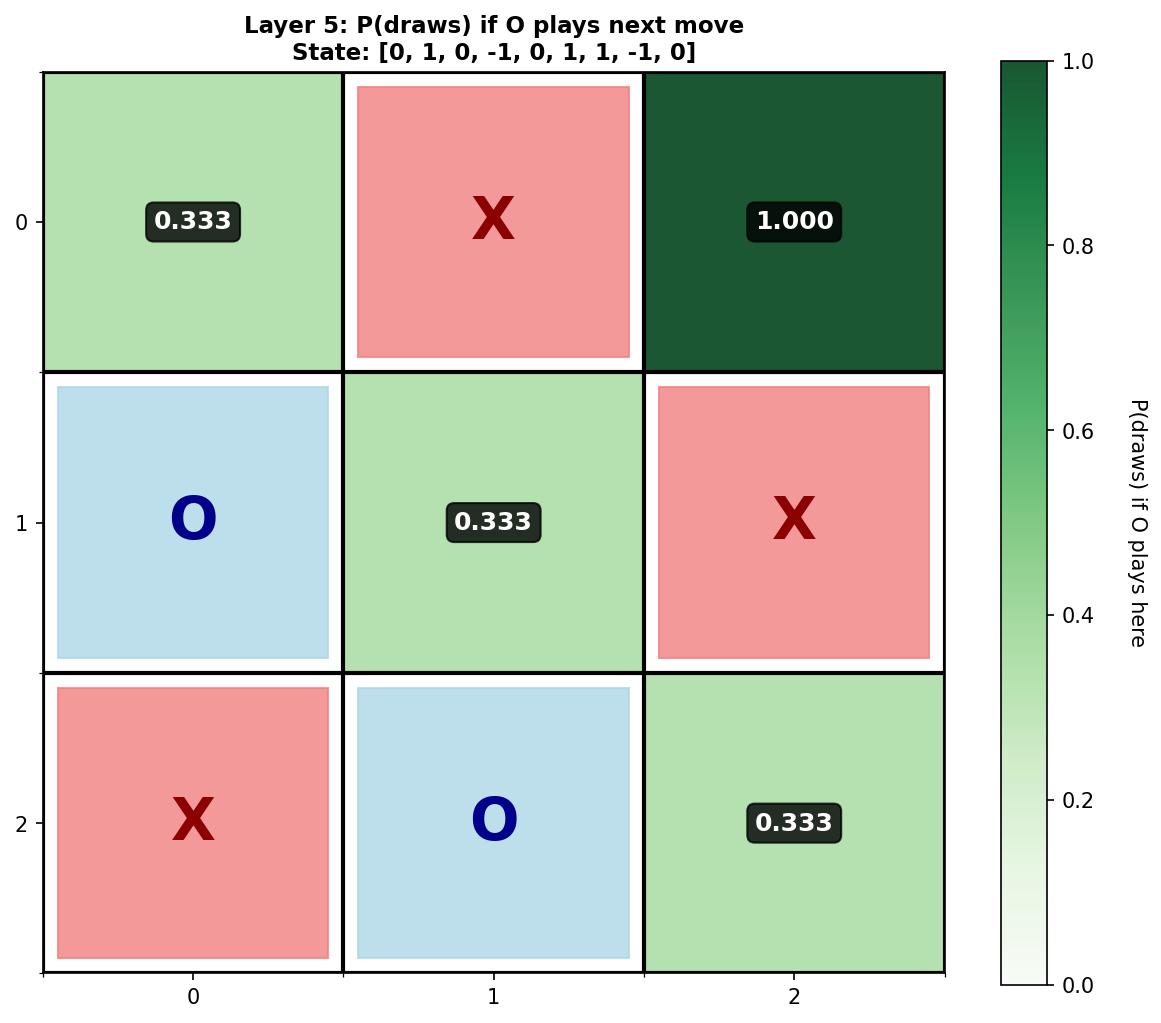 Layer 5: P(draws) if O plays next move
State: [0, 1, 0, -1, 0, 1, 1, -1, 0]
0.333
X
1.000
O
0.333
X
X
O
0.333
0
1
2
0
1
2
1.0
0.8
0.6
0.4
0.2
0.0
P(draws) if O plays here